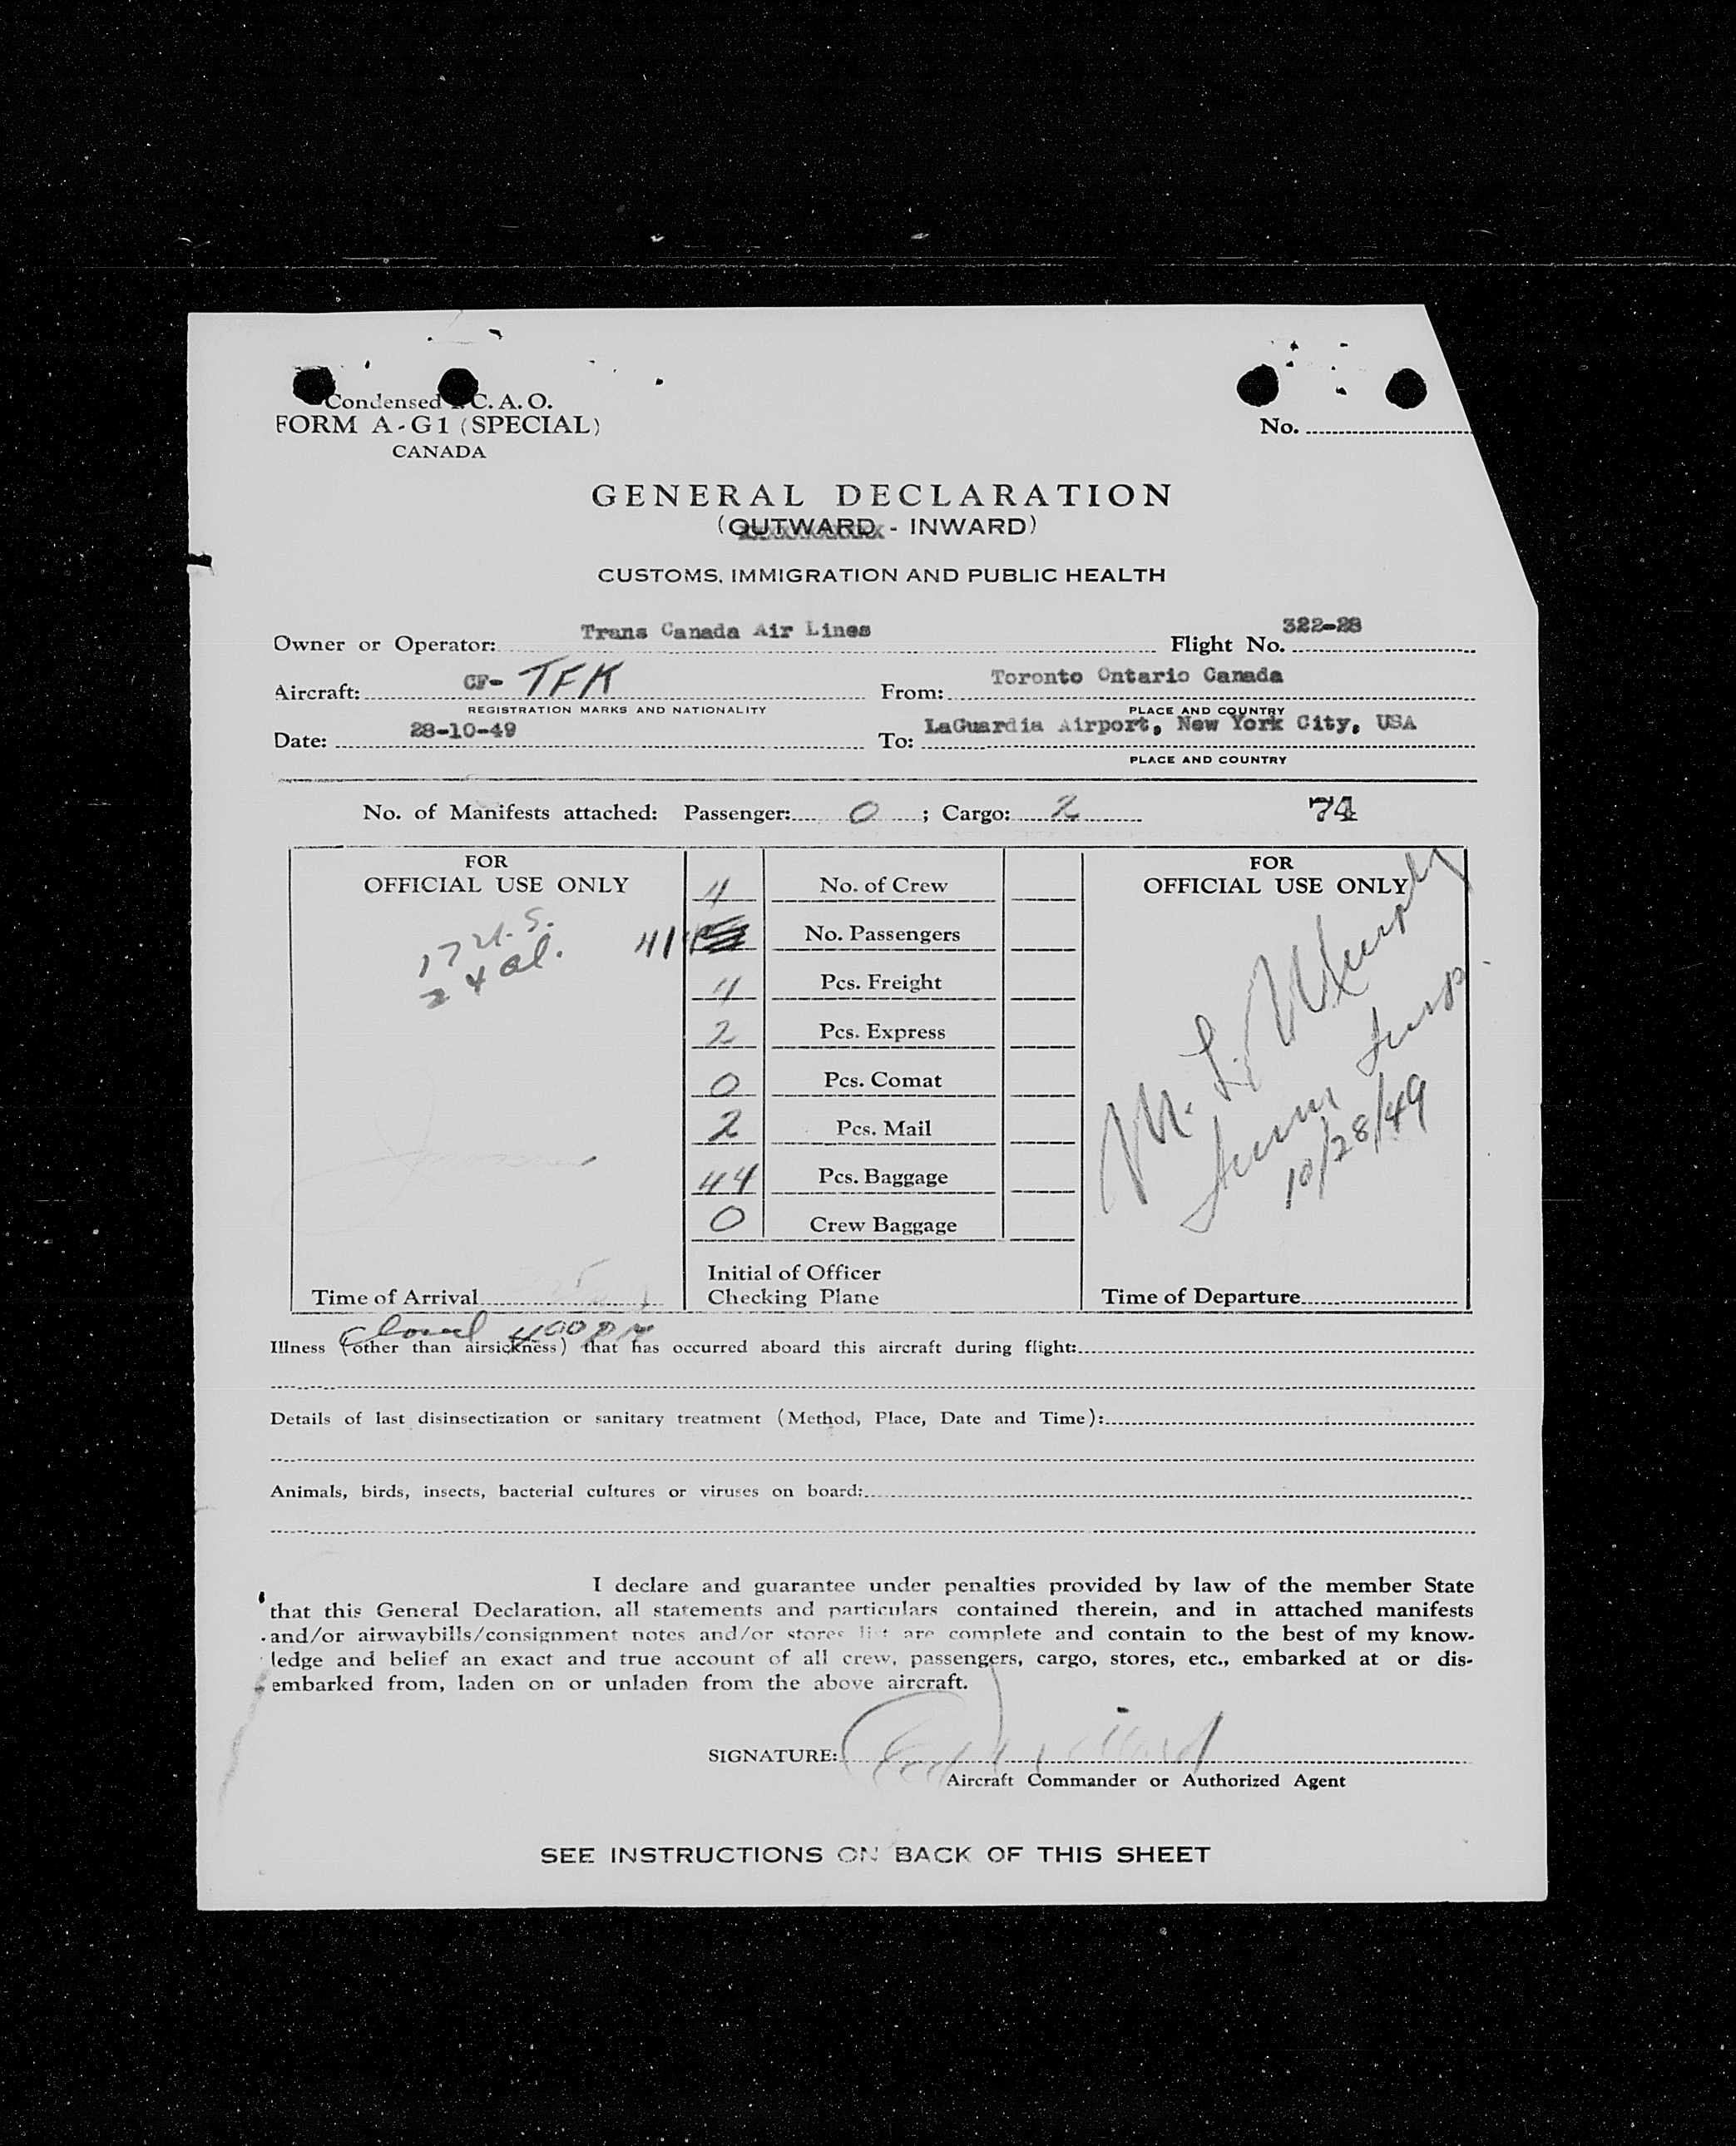 Condensed I.C.A.O.
FORM A-G1 (SPECIAL)
CANADA
No.
GENERAL DECLARATION
(OUTWARD - INWARD)
CUSTOMS, IMMIGRATION AND PUBLIC HEALTH
Owner or Operator: Trans Canada Air Lines Flight No. 322-28
Aircraft: CF- TFK From: Toronto Ontario Canada
REGISTRATION MARKS AND NATIONALITY PLACE AND COUNTRY
Date: 28-10-49 To: LaGuardia Airport, New York City, USA
PLACE AND COUNTRY
No. of Manifests attached: Passenger: 0 ; Cargo: 2 74
FOR
OFFICIAL USE ONLY
17 U.S.
24 al.
4 No. of Crew
41 No. Passengers
4 Pcs. Freight
2 Pcs. Express
0 Pcs. Comat
2 Pcs. Mail
44 Pcs. Baggage
0 Crew Baggage
Initial of Officer
Checking Plane
FOR
OFFICIAL USE ONLY
M. L. Murphy
Imm Insp.
10/28/49
Time of Arrival
Time of Departure
closed 400 PM
Illness (other than airsickness) that has occurred aboard this aircraft during flight:
Details of last disinsectization or sanitary treatment (Method, Place, Date and Time):
Animals, birds, insects, bacterial cultures or viruses on board:
I declare and guarantee under penalties provided by law of the member State
that this General Declaration, all statements and particulars contained therein, and in attached manifests
and/or airwaybills/consignment notes and/or stores list are complete and contain to the best of my know-
ledge and belief an exact and true account of all crew, passengers, cargo, stores, etc., embarked at or dis-
embarked from, laden on or unladen from the above aircraft.
SIGNATURE:
Aircraft Commander or Authorized Agent
SEE INSTRUCTIONS ON BACK OF THIS SHEET